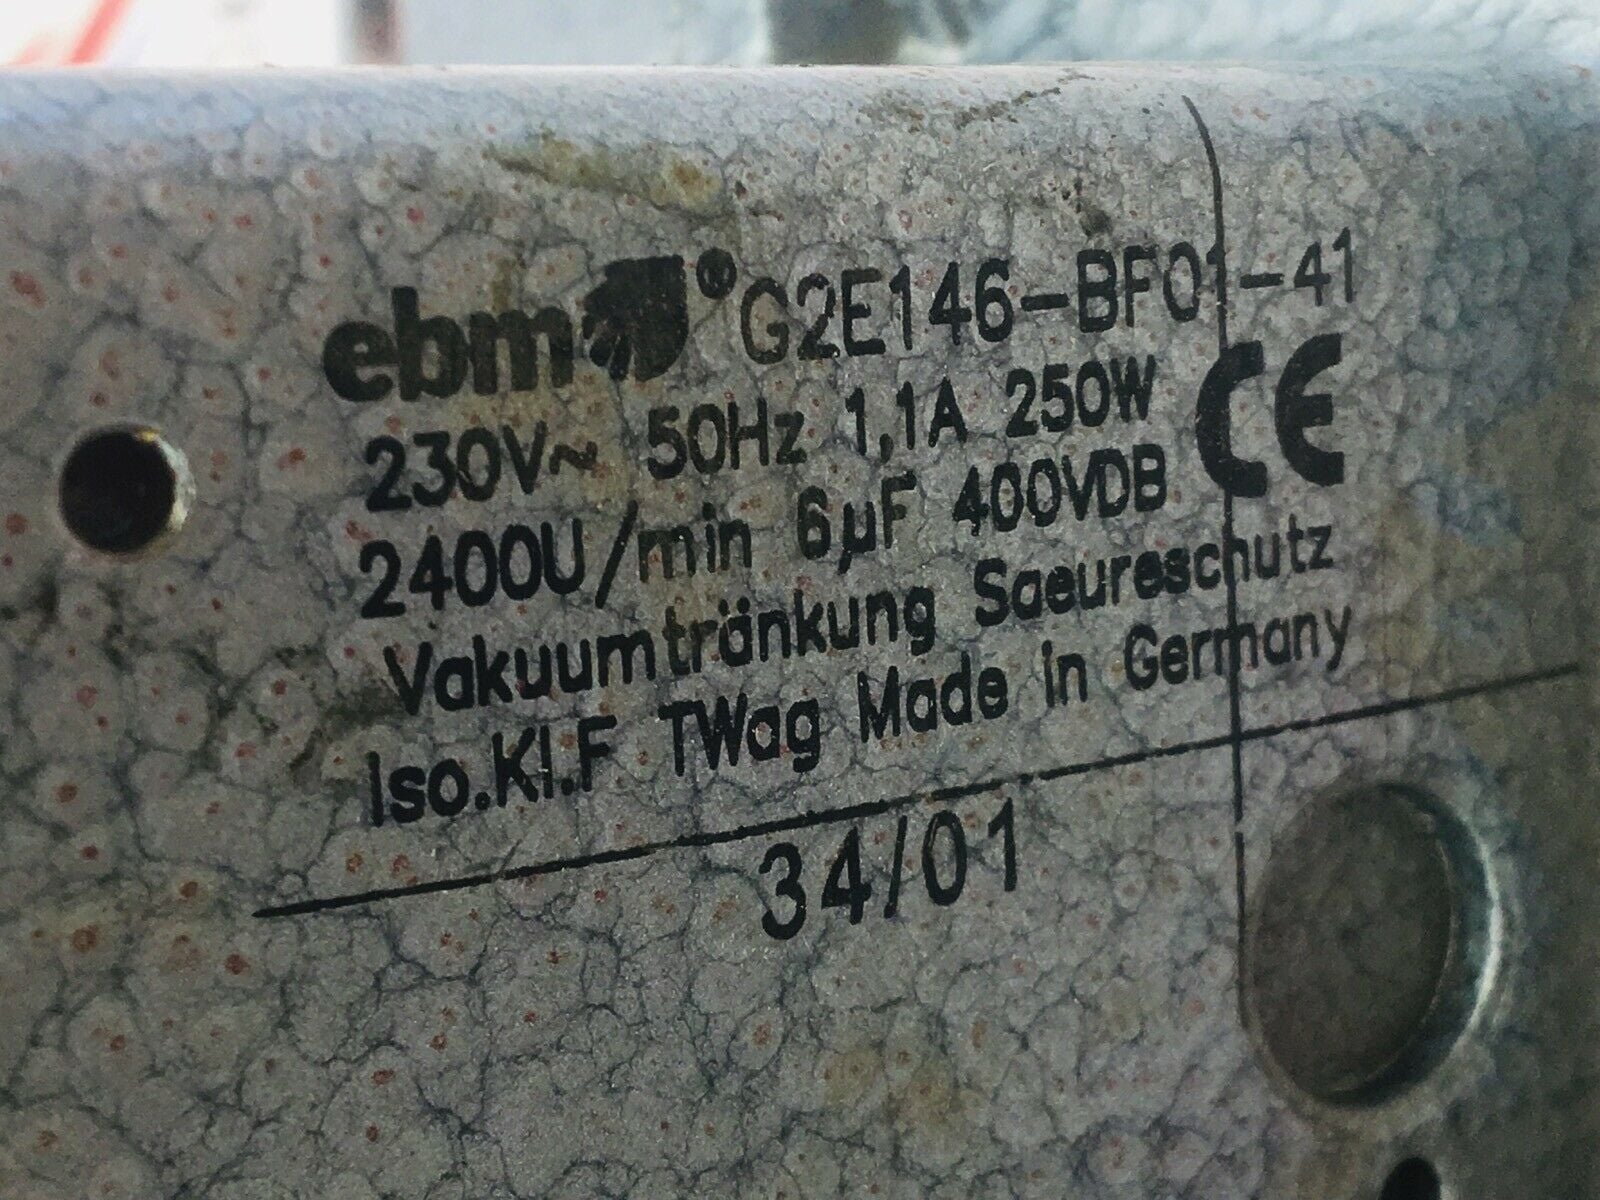 ebm® G2E146-BF01-41
230V~ 50Hz 1,1A 250W CE
2400U/min 6µF 400VDB
Vakuumtränkung Saeureschutz
Iso.Kl.F TWag Made in Germany
34/01